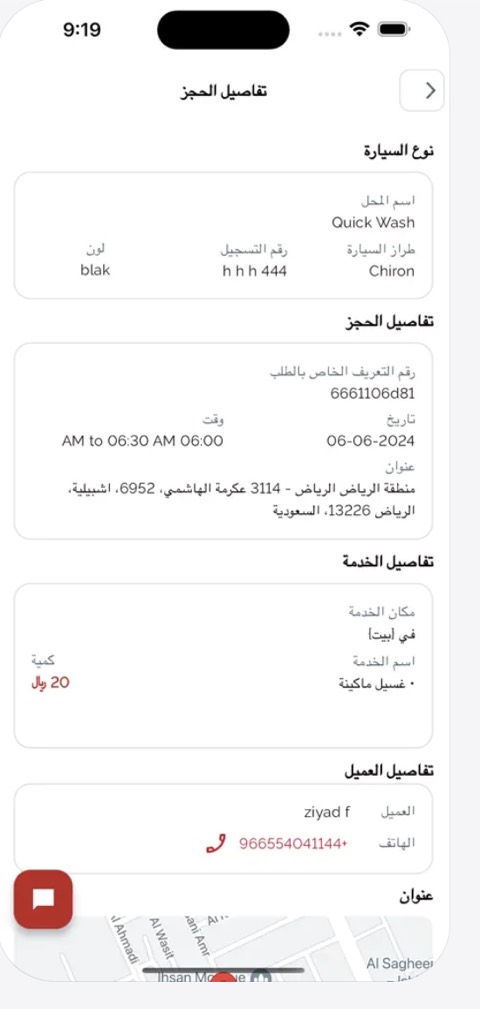 9:19
تفاصيل الحجز
نوع السيارة
اسم المحل
Quick Wash
طراز السيارة رقم التسجيل لون
Chiron h h h 444 blak
تفاصيل الحجز
رقم التعريف الخاص بالطلب
6661106d81
تاريخ وقت
06-06-2024 AM to 06:30 AM 06:00
عنوان
منطقة الرياض الرياض - 3114 عكرمة الهاشمي، 6952، اشبيلية،
الرياض 13226، السعودية
تفاصيل الخدمة
مكان الخدمة
في (بيت)
اسم الخدمة كمية
• غسيل ماكينة 20 ريال
تفاصيل العميل
العميل ziyad f
الهاتف 966554041144+
عنوان
Al Ahmadi
Al Wasit
Al Sagheer
Ihsan Mosque